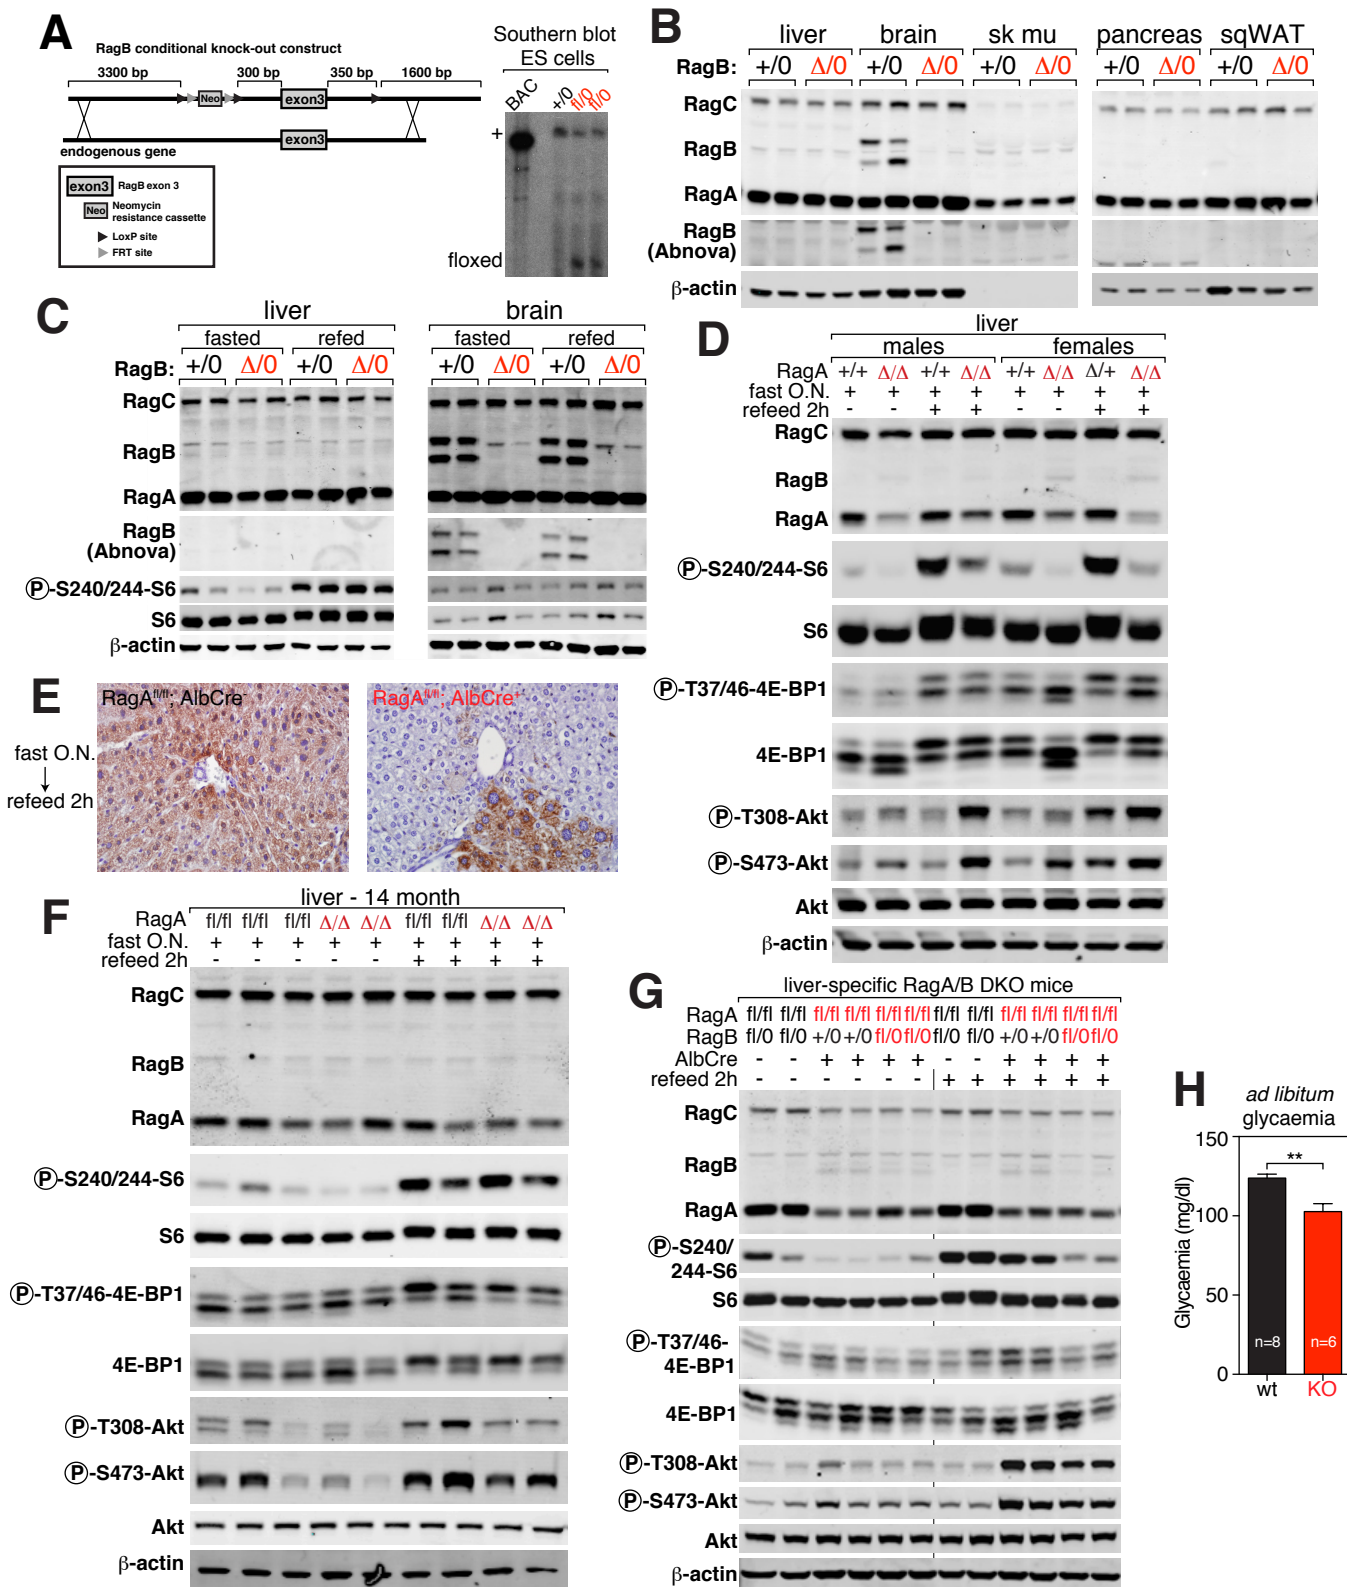 A
RagB conditional knock-out construct
3300 bp 300 bp 350 bp 1600 bp
Neo exon3
exon3
endogenous gene
exon3 RagB exon 3
Neo Neomycin
resistance cassette
LoxP site
FRT site
Southern blot
ES cells
BAC +/0 fl/0 fl/0
+
floxed
B
liver brain sk mu pancreas sqWAT
RagB: +/0 Δ/0 +/0 Δ/0 +/0 Δ/0 +/0 Δ/0 +/0 Δ/0
RagC
RagB
RagA
RagB
(Abnova)
β-actin
C
liver brain
fasted refed fasted refed
RagB: +/0 Δ/0 +/0 Δ/0 +/0 Δ/0 +/0 Δ/0
RagC
RagB
RagA
RagB
(Abnova)
Ⓟ-S240/244-S6
S6
β-actin
D
liver
males females
RagA +/+ Δ/Δ +/+ Δ/Δ +/+ Δ/Δ Δ/+ Δ/Δ
fast O.N. + + + + + + + +
refeed 2h - - + + - - + +
RagC
RagB
RagA
Ⓟ-S240/244-S6
S6
Ⓟ-T37/46-4E-BP1
4E-BP1
Ⓟ-T308-Akt
Ⓟ-S473-Akt
Akt
β-actin
E
RagAfl/fl; AlbCre- RagAfl/fl; AlbCre+
fast O.N.
↓
refeed 2h
F
liver - 14 month
RagA fl/fl fl/fl fl/fl Δ/Δ Δ/Δ fl/fl fl/fl Δ/Δ Δ/Δ
fast O.N. + + + + + + + + +
refeed 2h - - - - - + + + +
RagC
RagB
RagA
Ⓟ-S240/244-S6
S6
Ⓟ-T37/46-4E-BP1
4E-BP1
Ⓟ-T308-Akt
Ⓟ-S473-Akt
Akt
β-actin
G
liver-specific RagA/B DKO mice
RagA fl/fl fl/fl fl/fl fl/fl fl/fl fl/fl fl/fl fl/fl fl/fl fl/fl fl/fl fl/fl
RagB fl/0 fl/0 +/0 +/0 fl/0 fl/0 fl/0 fl/0 +/0 +/0 fl/0 fl/0
AlbCre - - + + + + - - + + + +
refeed 2h - - - - - - + + + + + +
RagC
RagB
RagA
Ⓟ-S240/
244-S6
S6
Ⓟ-T37/46-
4E-BP1
4E-BP1
Ⓟ-T308-Akt
Ⓟ-S473-Akt
Akt
β-actin
H
ad libitum
glycaemia
Glycaemia (mg/dl)
150
100
50
0
**
n=8 n=6
wt KO